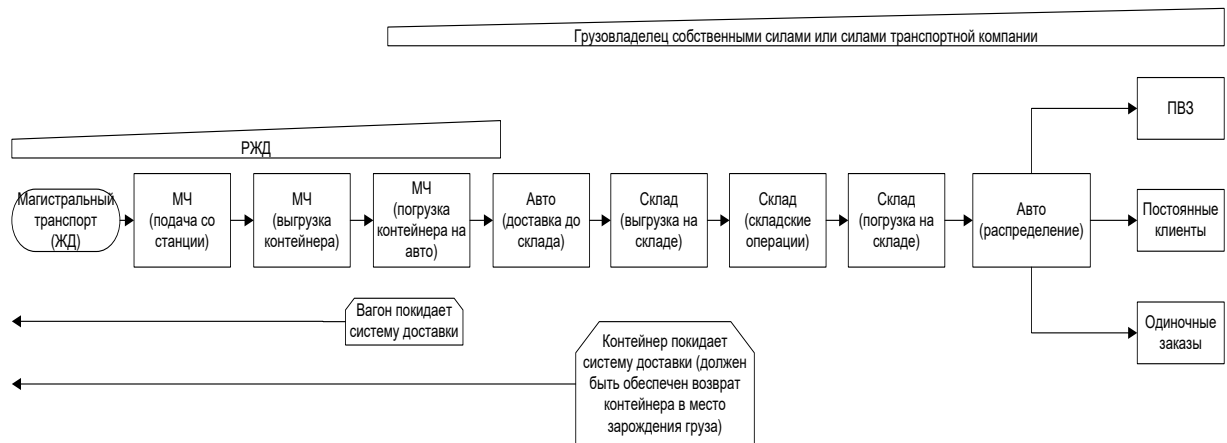 Грузовладелец собственными силами или силами транспортной компании
ПВЗ
РЖД
Магистральный
транспорт
(ЖД)
МЧ
(подача со
станции)
МЧ
(выгрузка
контейнера)
МЧ
(погрузка
контейнера на
авто)
Авто
(доставка до
склада)
Склад
(выгрузка на
складе)
Склад
(складские
операции)
Склад
(погрузка на
складе)
Авто
(распределение)
Постоянные
клиенты
Вагон покидает
систему доставки
Контейнер покидает
систему доставки (должен
быть обеспечен возврат
контейнера в место
зарождения груза)
Одиночные
заказы